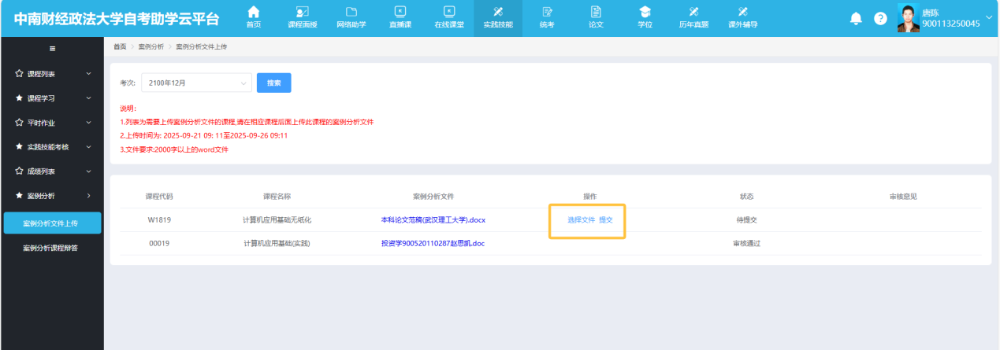 中南财经政法大学自考助学云平台
首页 课程面授 网络助学 直播课 在线课堂 实践技能 统考 论文 学位 历年真题 课外辅导
唐陈
900113250045
首页 > 案例分析 > 案例分析文件上传
课程列表
课程学习
平时作业
实践技能考核
成绩列表
案例分析
案例分析文件上传
案例分析课程辩答
考次: 2100年12月 搜索
说明:
1.列表为需要上传案例分析文件的课程,请在相应课程后面上传此课程的案例分析文件
2.上传时间为: 2025-09-21 09: 11至2025-09-26 09:11
3.文件要求:2000字以上的word文件
课程代码 课程名称 案例分析文件 操作 状态 审核意见
W1819 计算机应用基础无纸化 本科论文范稿(武汉理工大学).docx 选择文件 提交 待提交
00019 计算机应用基础(实践) 投资学900520110287赵思凯.doc 审核通过